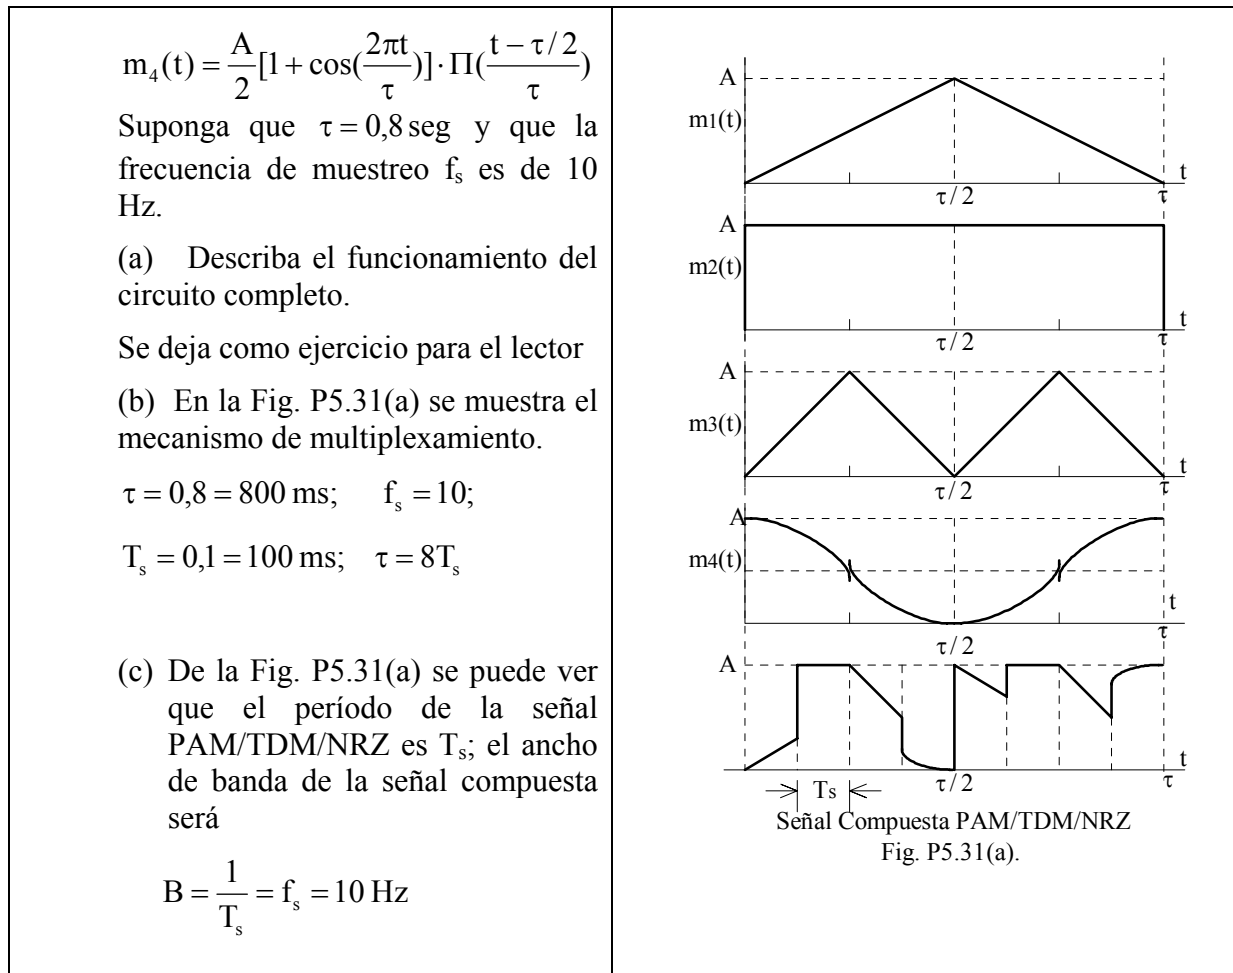 m₄(t) = A/2 [1 + cos(2πt/τ)] · Π((t − τ/2)/τ)
Suponga que τ = 0,8 seg y que la
frecuencia de muestreo fₛ es de 10
Hz.
(a) Describa el funcionamiento del
circuito completo.
Se deja como ejercicio para el lector
(b) En la Fig. P5.31(a) se muestra el
mecanismo de multiplexamiento.
τ = 0,8 = 800 ms; fₛ = 10;
Tₛ = 0,1 = 100 ms; τ = 8Tₛ
(c) De la Fig. P5.31(a) se puede ver
que el período de la señal
PAM/TDM/NRZ es Tₛ; el ancho
de banda de la señal compuesta
será
B = 1/Tₛ = fₛ = 10 Hz
A
m1(t)
t
τ/2
τ
A
m2(t)
t
τ/2
τ
A
m3(t)
t
τ/2
τ
A
m4(t)
t
τ/2
τ
A
t
τ/2
τ
Ts
Señal Compuesta PAM/TDM/NRZ
Fig. P5.31(a).